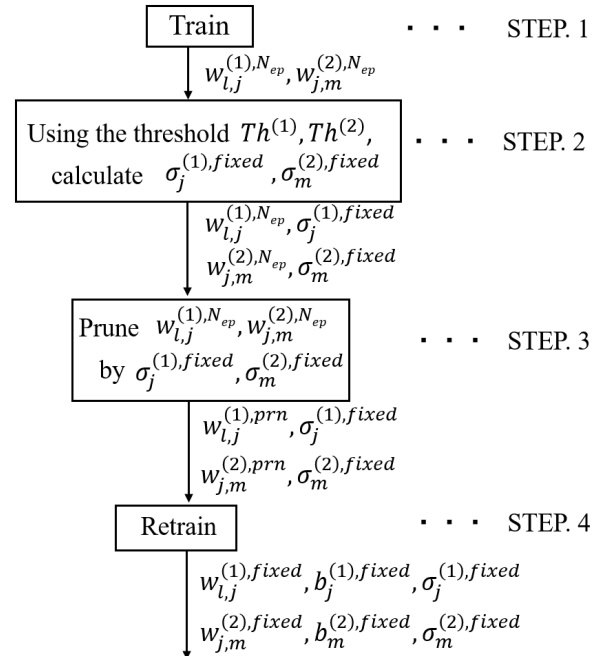 Train · · · STEP. 1
w_{l,j}^{(1),N_{ep}}, w_{j,m}^{(2),N_{ep}}
Using the threshold Th^{(1)}, Th^{(2)}, · · · STEP. 2
calculate σ_j^{(1),fixed}, σ_m^{(2),fixed}
w_{l,j}^{(1),N_{ep}}, σ_j^{(1),fixed}
w_{j,m}^{(2),N_{ep}}, σ_m^{(2),fixed}
Prune w_{l,j}^{(1),N_{ep}}, w_{j,m}^{(2),N_{ep}} · · · STEP. 3
by σ_j^{(1),fixed}, σ_m^{(2),fixed}
w_{l,j}^{(1),prn}, σ_j^{(1),fixed}
w_{j,m}^{(2),prn}, σ_m^{(2),fixed}
Retrain · · · STEP. 4
w_{l,j}^{(1),fixed}, b_j^{(1),fixed}, σ_j^{(1),fixed}
w_{j,m}^{(2),fixed}, b_m^{(2),fixed}, σ_m^{(2),fixed}